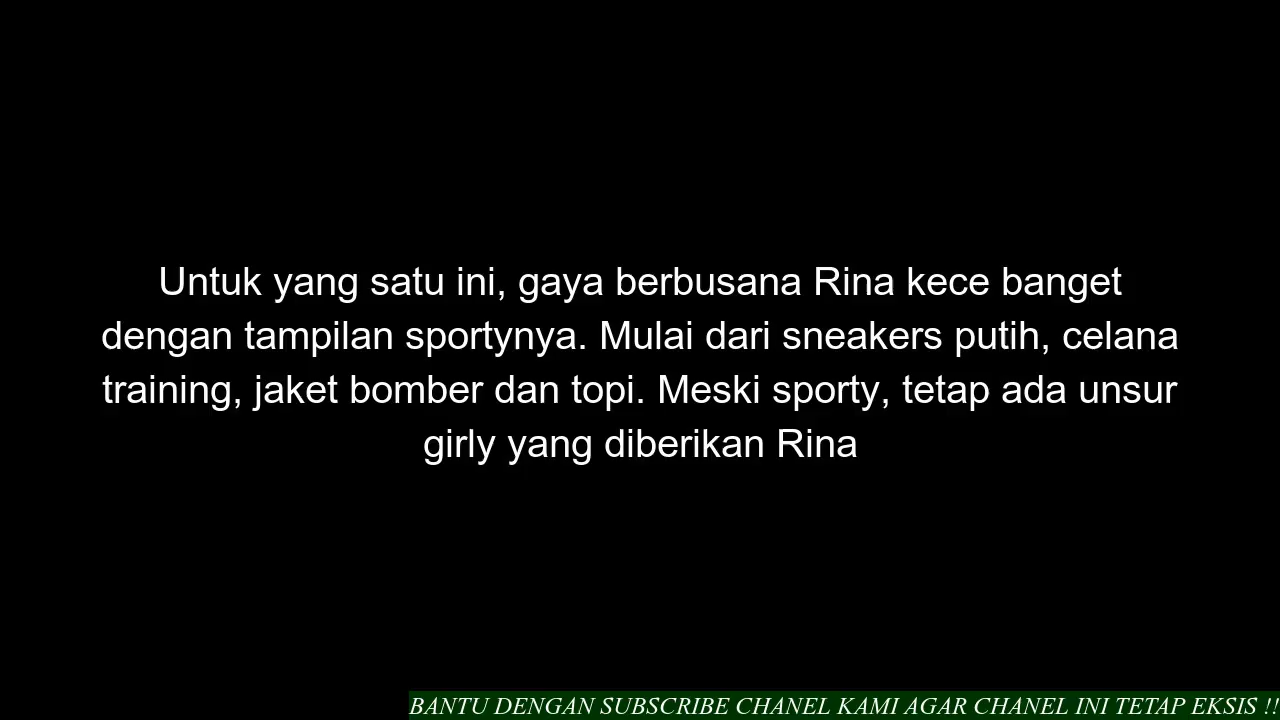 Untuk yang satu ini, gaya berbusana Rina kece banget
dengan tampilan sportynya. Mulai dari sneakers putih, celana
training, jaket bomber dan topi. Meski sporty, tetap ada unsur
girly yang diberikan Rina
BANTU DENGAN SUBSCRIBE CHANEL KAMI AGAR CHANEL INI TETAP EKSIS !!